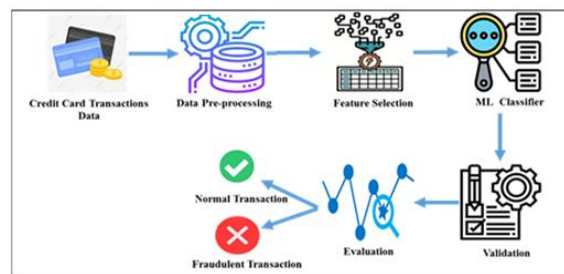 Credit Card Transactions
Data
Data Pre-processing
Feature Selection
ML Classifier
Normal Transaction
Fraudulent Transaction
Evaluation
Validation